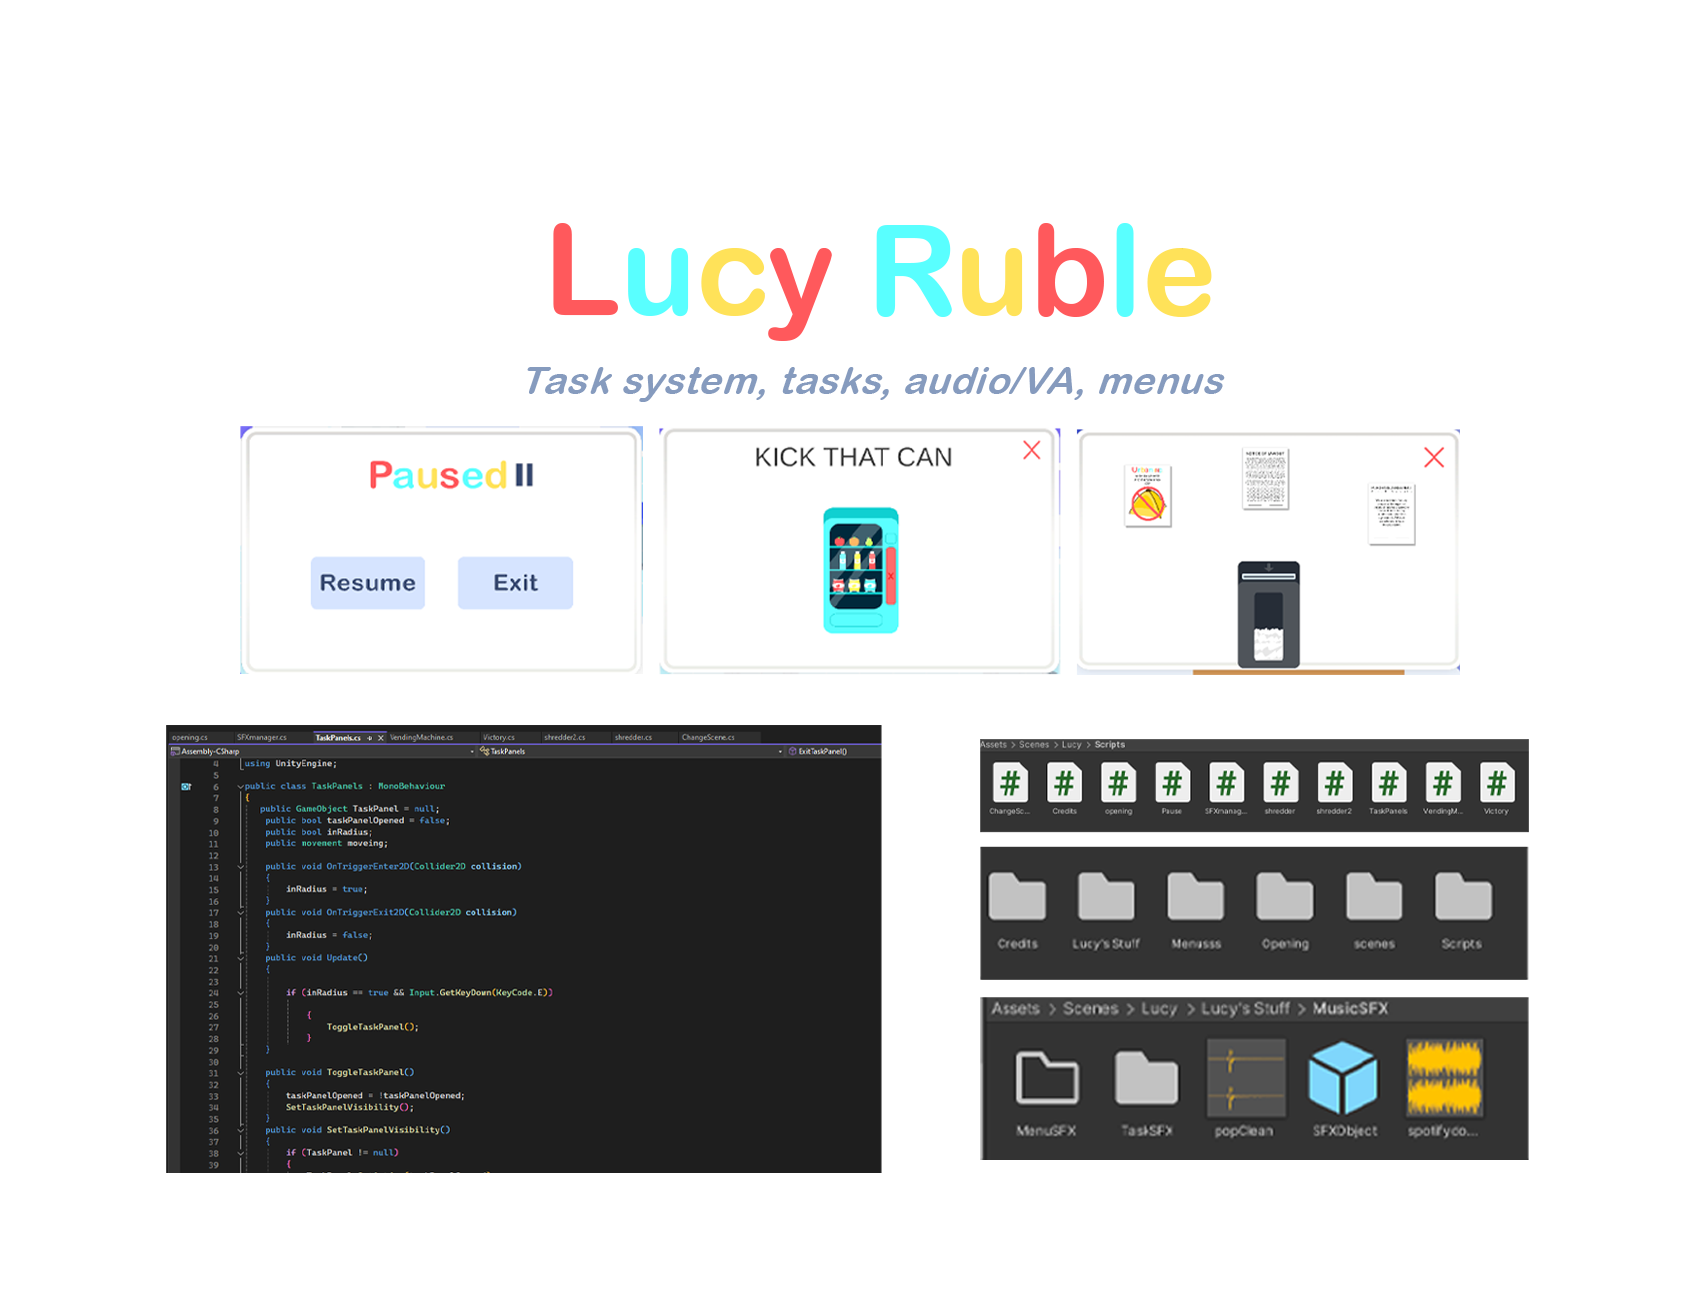 Lucy Ruble
Task system, tasks, audio/VA, menus
Paused
Resume Exit
KICK THAT CAN
opening.cs SFXmanager.cs TaskPanels.cs VendingMachine.cs Victory.cs shredder2.cs shredder.cs ChangeScene.cs
Assembly-CSharp TaskPanels ExitTaskPanel()
4 using UnityEngine;
5
6 public class TaskPanels : MonoBehaviour
7 {
8 public GameObject TaskPanel = null;
9 public bool taskPanelOpened = false;
10 public bool inRadius;
11 public movement moveing;
12
13 public void OnTriggerEnter2D(Collider2D collision)
14 {
15 inRadius = true;
16 }
17 public void OnTriggerExit2D(Collider2D collision)
18 {
19 inRadius = false;
20 }
21 public void Update()
22 {
23
24 if (inRadius == true && Input.GetKeyDown(KeyCode.E))
25
26 {
27 ToggleTaskPanel();
28 }
29 }
30
31 public void ToggleTaskPanel()
32 {
33 taskPanelOpened = !taskPanelOpened;
34 SetTaskPanelVisibility();
35 }
36 public void SetTaskPanelVisibility()
37 {
38 if (TaskPanel != null)
39 {
Assets > Scenes > Lucy > Scripts
# # # # # # # # # #
ChangeSc... Credits opening Pause SFXmanag... shredder shredder2 TaskPanels VendingM... Victory
Credits Lucy's Stuff Menusss Opening scenes Scripts
Assets > Scenes > Lucy > Lucy's Stuff > MusicSFX
MenuSFX TaskSFX popClean SFXObject spotifydo...